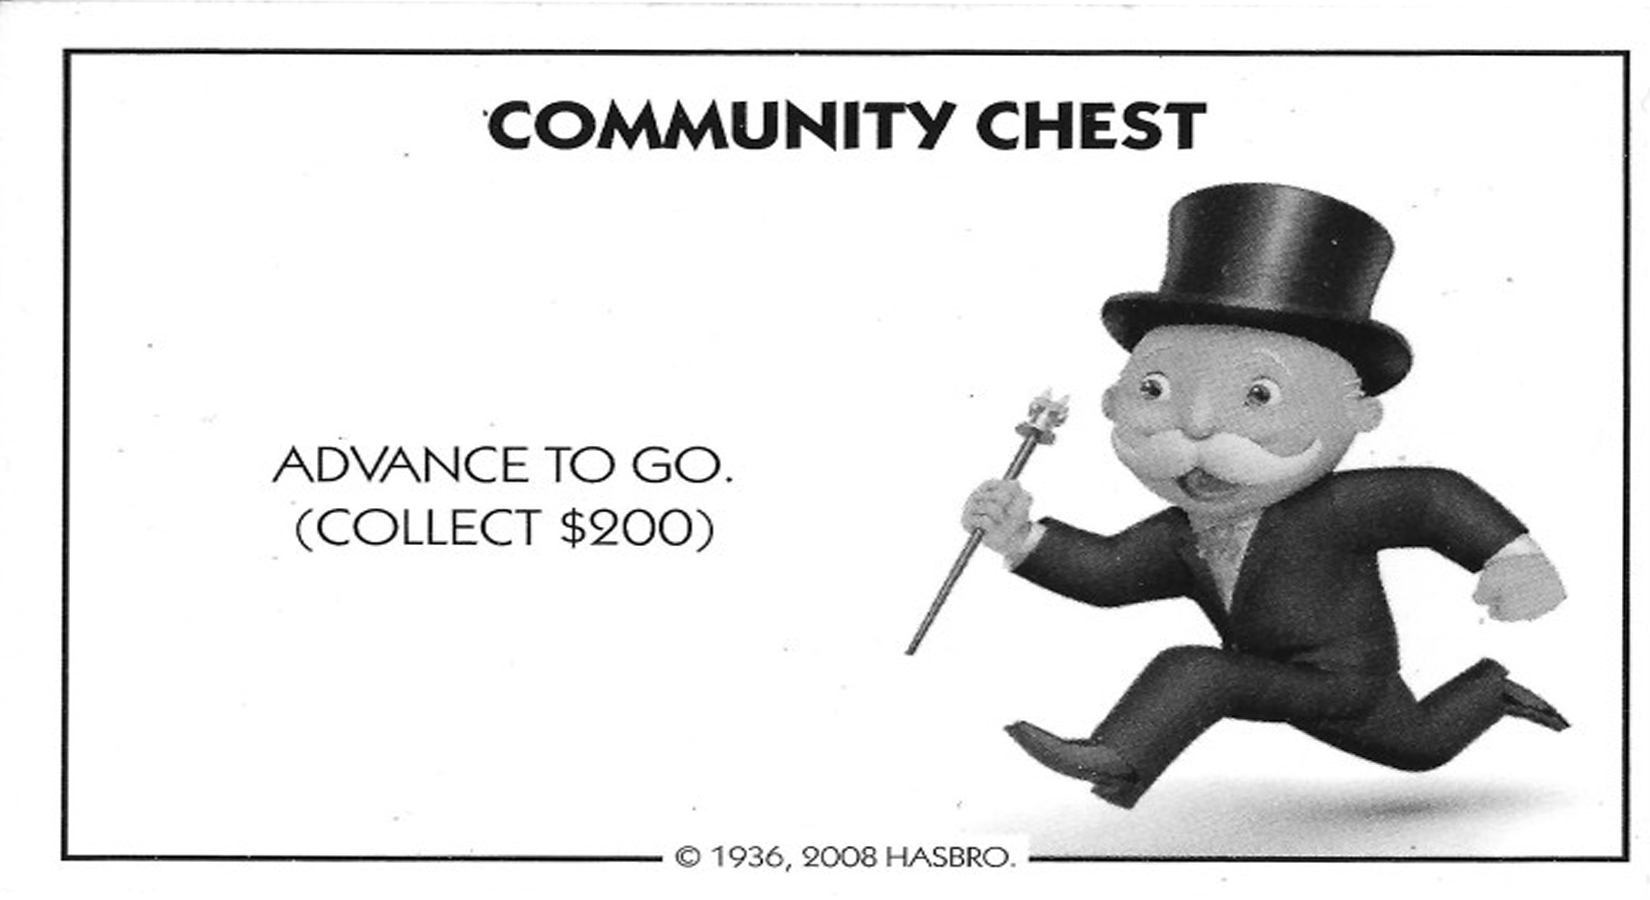 COMMUNITY CHEST
ADVANCE TO GO.
(COLLECT $200)
© 1936, 2008 HASBRO.